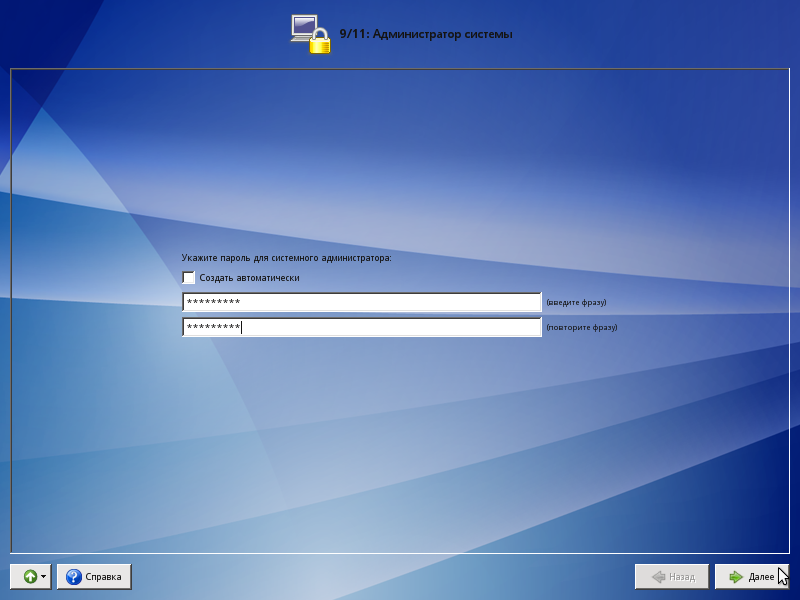 9/11: Администратор системы
Укажите пароль для системного администратора:
Создать автоматически
********* (введите фразу)
********* (повторите фразу)
Справка
Назад
Далее